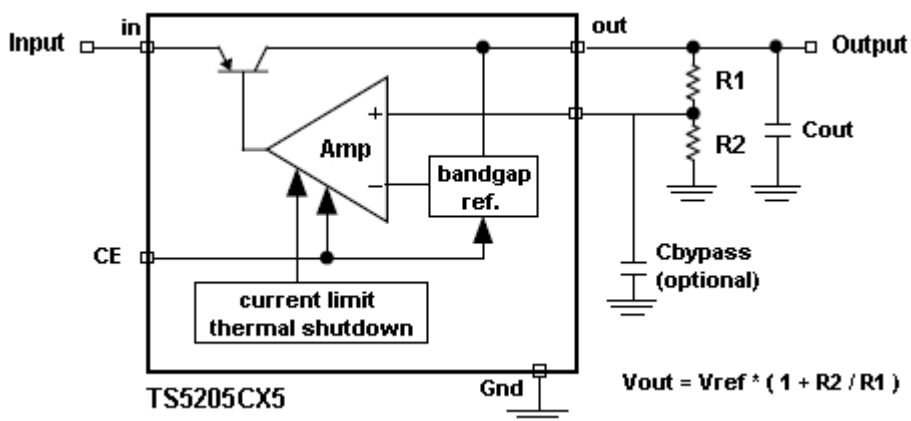 in
out
Input
Output
R1
+
Amp
R2
Cout
−
bandgap
ref.
CE
Cbypass
(optional)
current limit
thermal shutdown
Gnd
Vout = Vref * ( 1 + R2 / R1 )
TS5205CX5